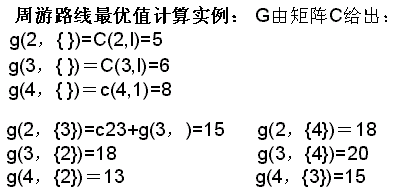 周游路线最优值计算实例： G由矩阵C给出：
g(2，{ })=C(2,l)=5
g(3，{ })＝C(3,l)=6
g(4，{ })＝c(4,1)=8
g(2，{3})=c23+g(3，)=15 g(2，{4})＝18
g(3，{2})=18 g(3，{4})=20
g(4，{2})＝13 g(4，{3})=15